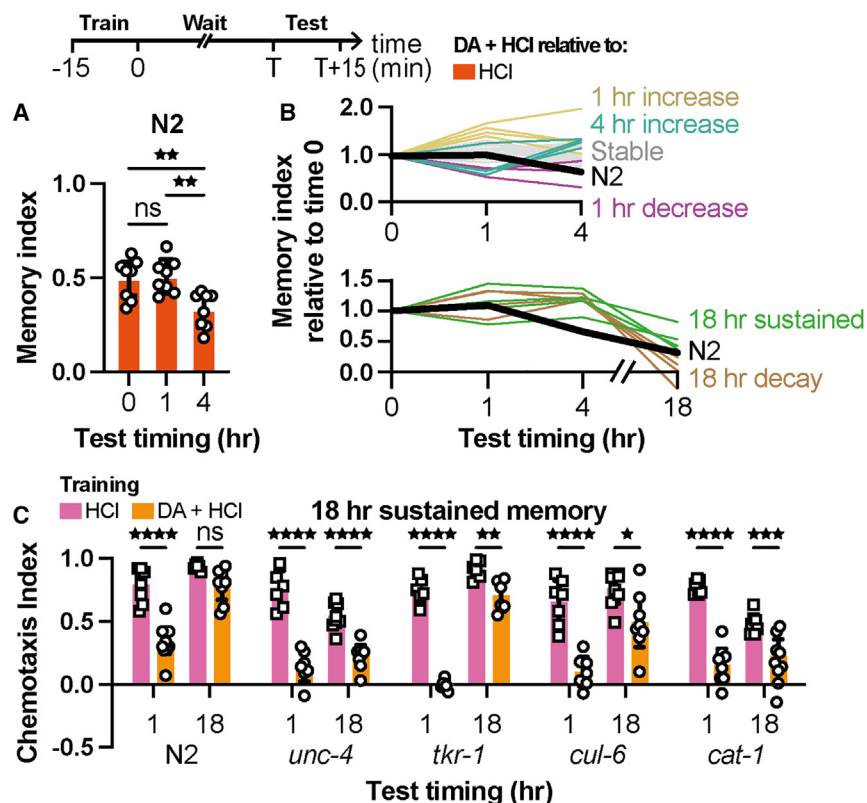 Train Wait Test
time (min)
-15 0 T T+15
DA + HCl relative to:
HCl
A
N2
★★
★★
ns
Memory index
1.0
0.5
0.0
0 1 4
Test timing (hr)
B
Memory index relative to time 0
2.0
1.5
1.0
0.5
0.0
0 1 4
1 hr increase
4 hr increase
Stable
N2
1 hr decrease
1.5
1.0
0.5
0.0
0 1 4 18
18 hr sustained
N2
18 hr decay
Test timing (hr)
C
Training
HCl DA + HCl
18 hr sustained memory
★★★★ ns ★★★★ ★★★★ ★★★★ ★★ ★★★★ ★ ★★★★ ★★★
Chemotaxis Index
1.0
0.5
0.0
-0.5
1 18 1 18 1 18 1 18 1 18
N2 unc-4 tkr-1 cul-6 cat-1
Test timing (hr)